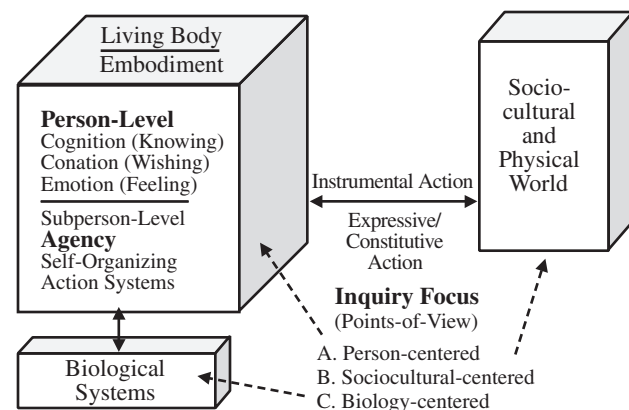 Living Body
Embodiment
Person-Level
Cognition (Knowing)
Conation (Wishing)
Emotion (Feeling)
Subperson-Level
Agency
Self-Organizing
Action Systems
Instrumental Action
Expressive/
Constitutive
Action
Socio-
cultural
and
Physical
World
Inquiry Focus
(Points-of-View)
A. Person-centered
B. Sociocultural-centered
C. Biology-centered
Biological
Systems